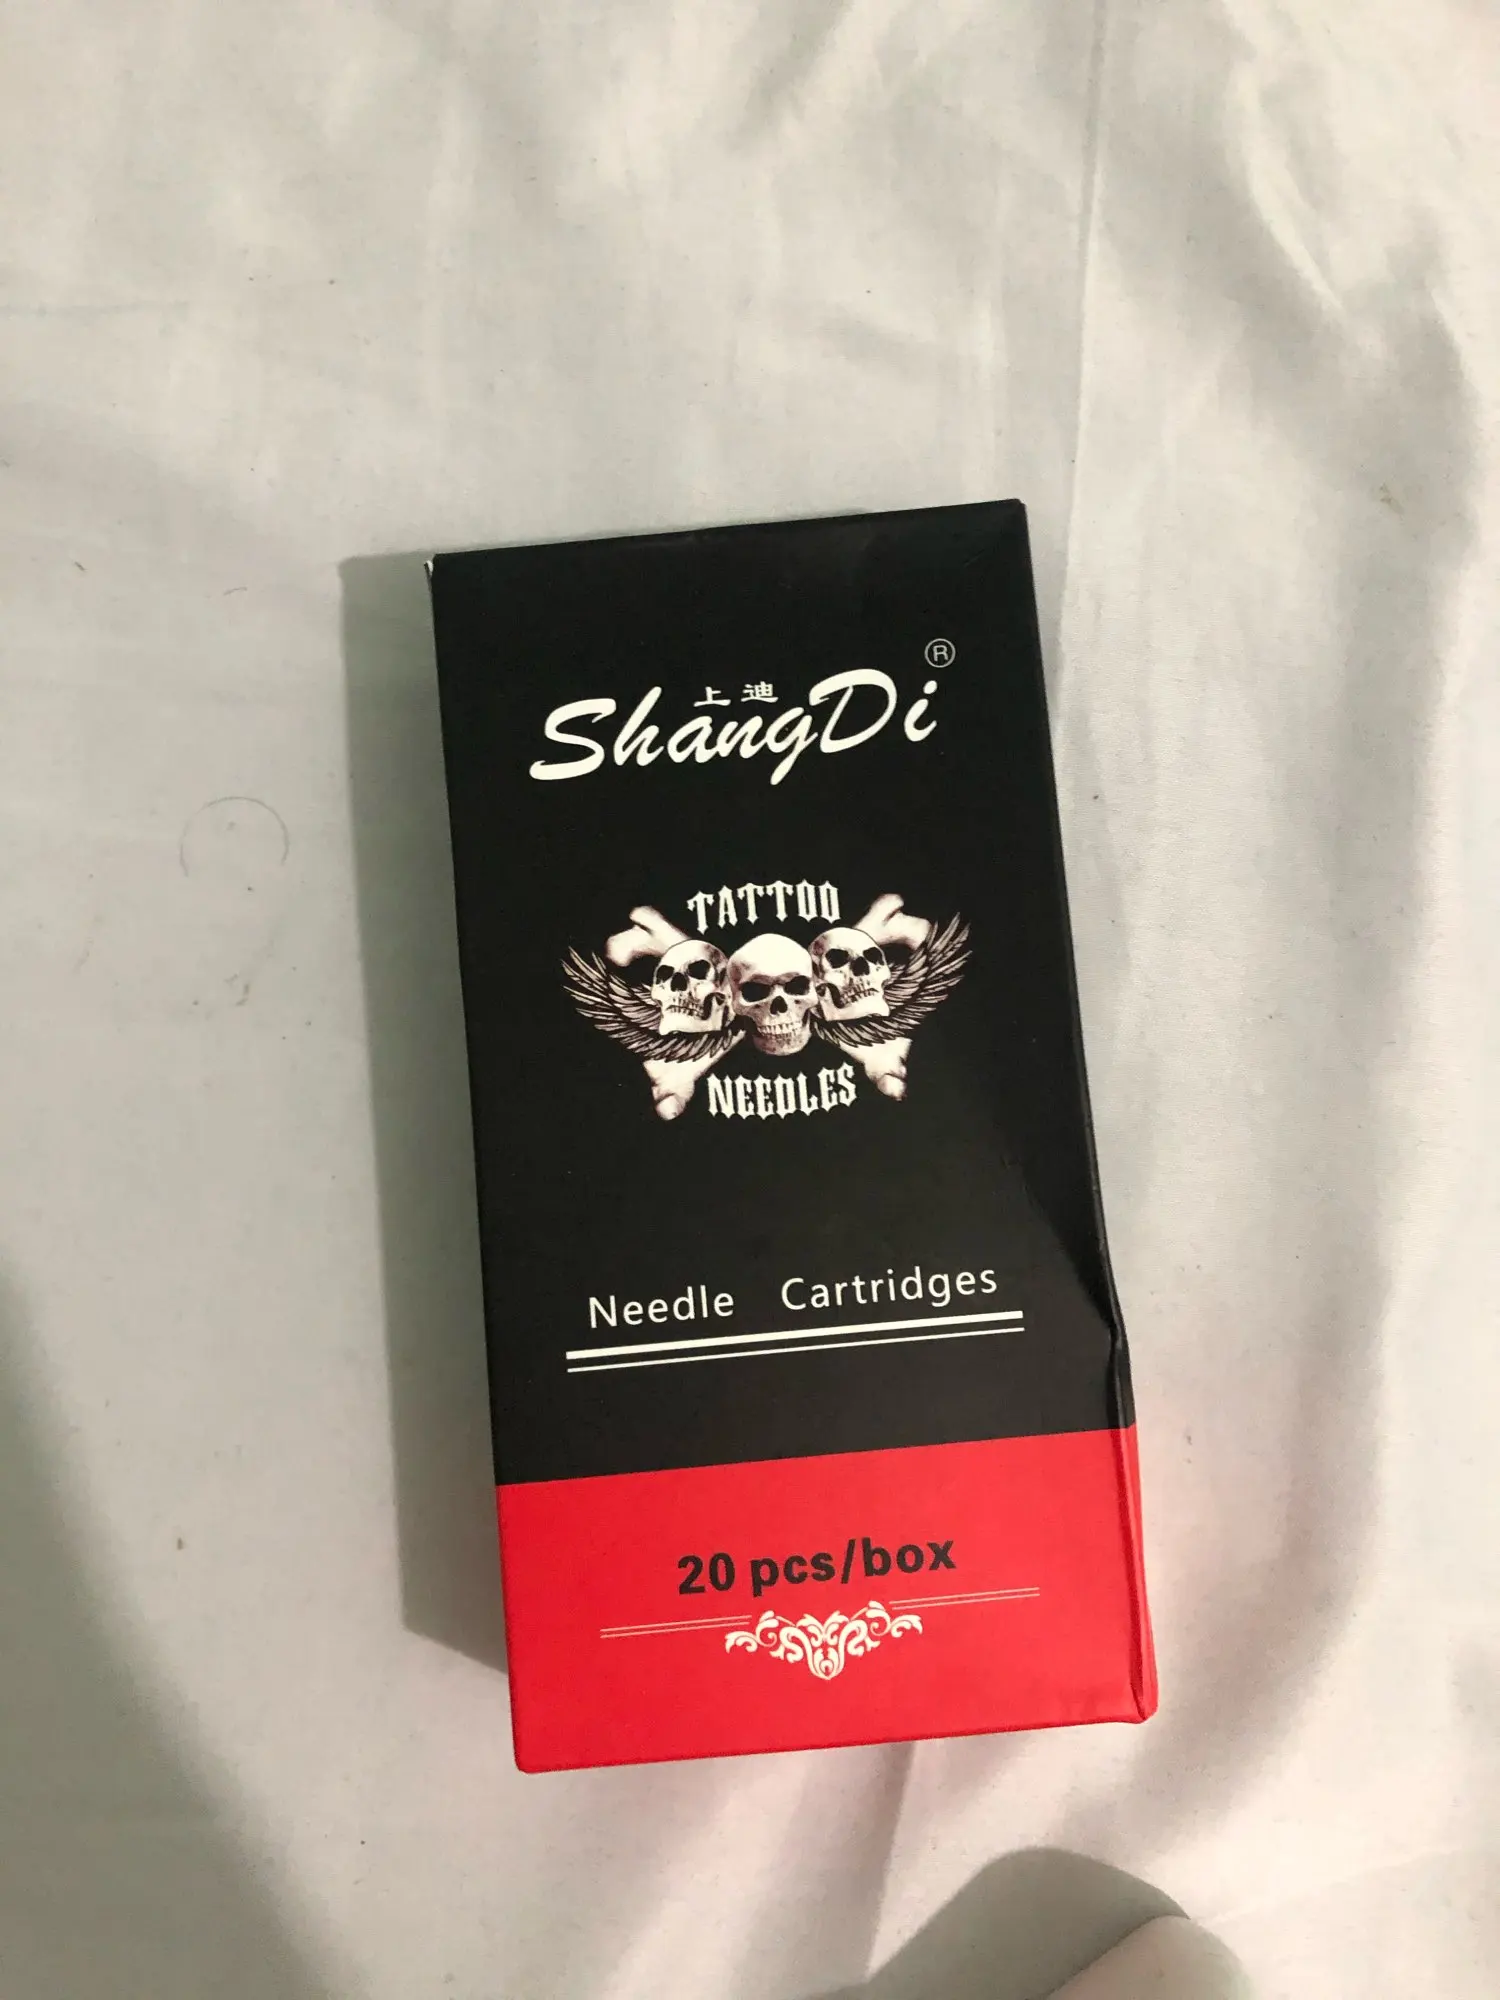 上迪
ShangDi®
TATTOO
NEEDLES
Needle Cartridges
20 pcs/box